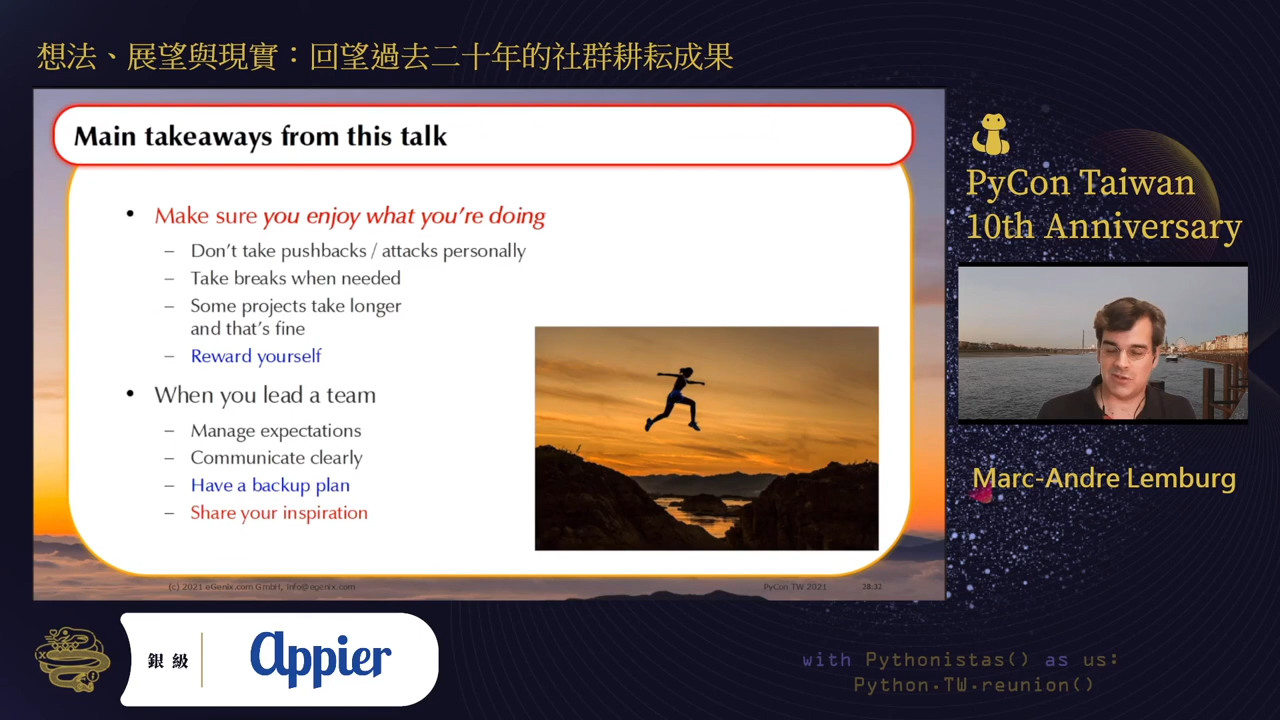 想法、展望與現實：回望過去二十年的社群耕耘成果
Main takeaways from this talk
• Make sure you enjoy what you're doing
– Don't take pushbacks / attacks personally
– Take breaks when needed
– Some projects take longer
and that's fine
– Reward yourself
• When you lead a team
– Manage expectations
– Communicate clearly
– Have a backup plan
– Share your inspiration
(c) 2021 eGenix.com GmbH, info@egenix.com
PyCon TW 2021
28:32
PyCon Taiwan
10th Anniversary
Marc-Andre Lemburg
銀級
Appier
with Pythonistas() as us:
Python.TW.reunion()